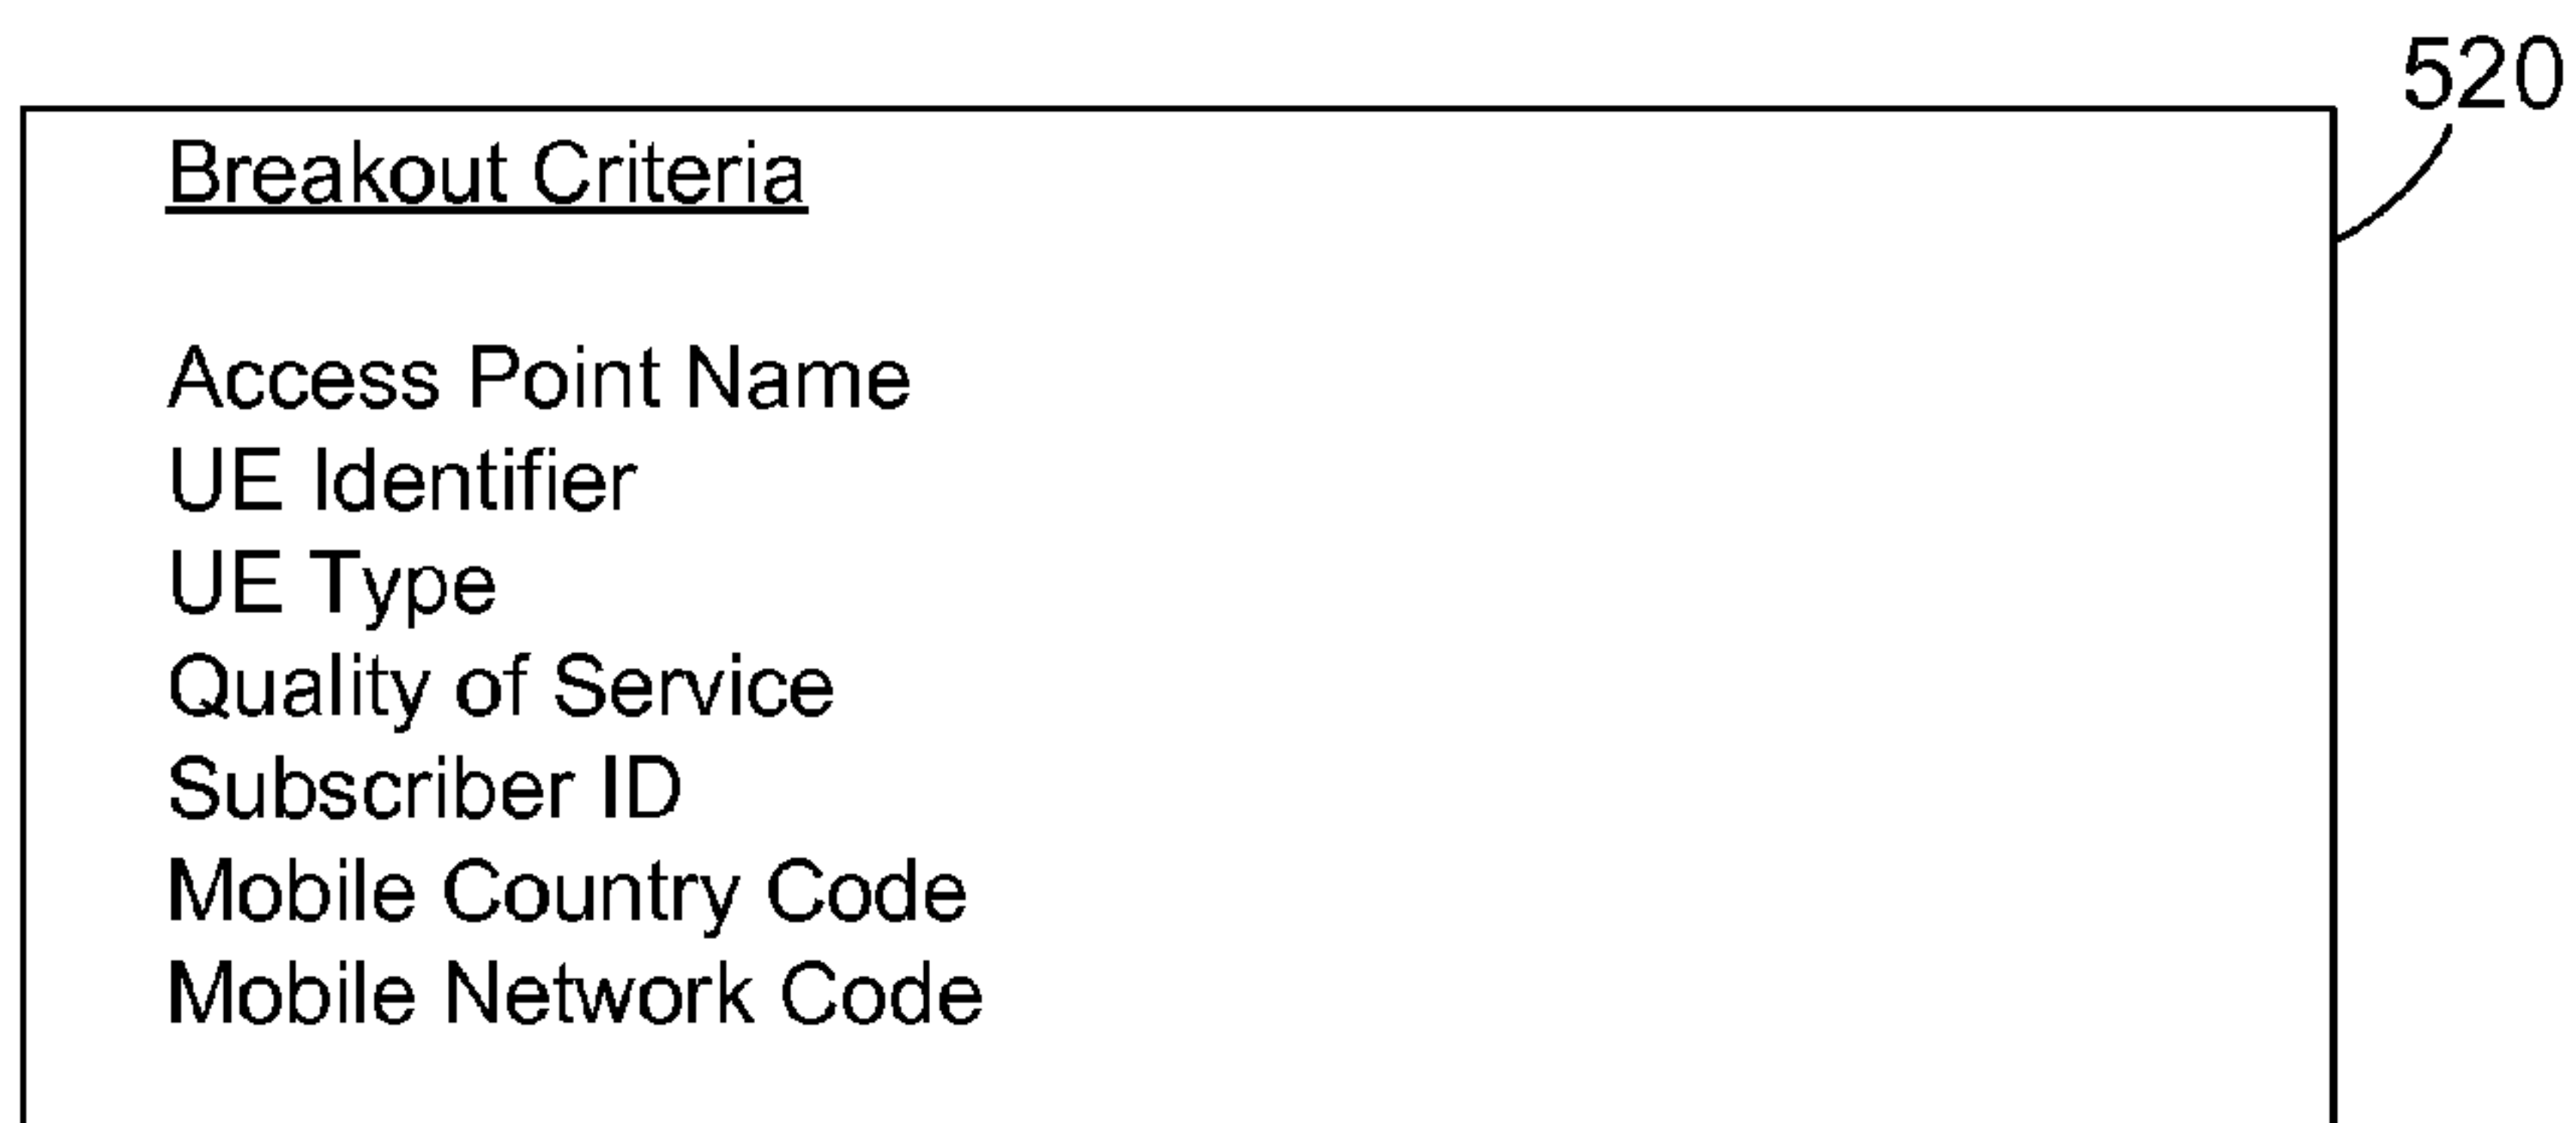 520
Breakout Criteria
Access Point Name
UE Identifier
UE Type
Quality of Service
Subscriber ID
Mobile Country Code
Mobile Network Code